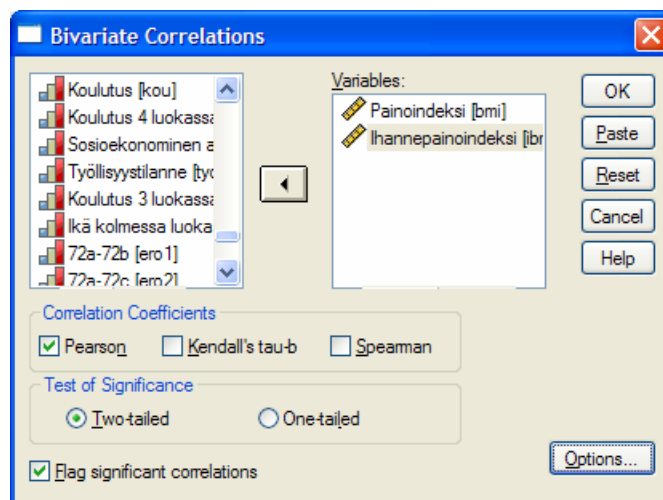 Bivariate Correlations
Koulutus [kou]
Koulutus 4 luokassa
Sosioekonominen a
Työllisyystilanne [tyo
Koulutus 3 luokassa
Ikä kolmessa luoka
72a-72b [ero1]
72a-72c [ero2]
Variables:
Painoindeksi [bmi]
Ihannepainoindeksi [ibr
OK
Paste
Reset
Cancel
Help
Correlation Coefficients
Pearson Kendall's tau-b Spearman
Test of Significance
Two-tailed One-tailed
Flag significant correlations
Options...